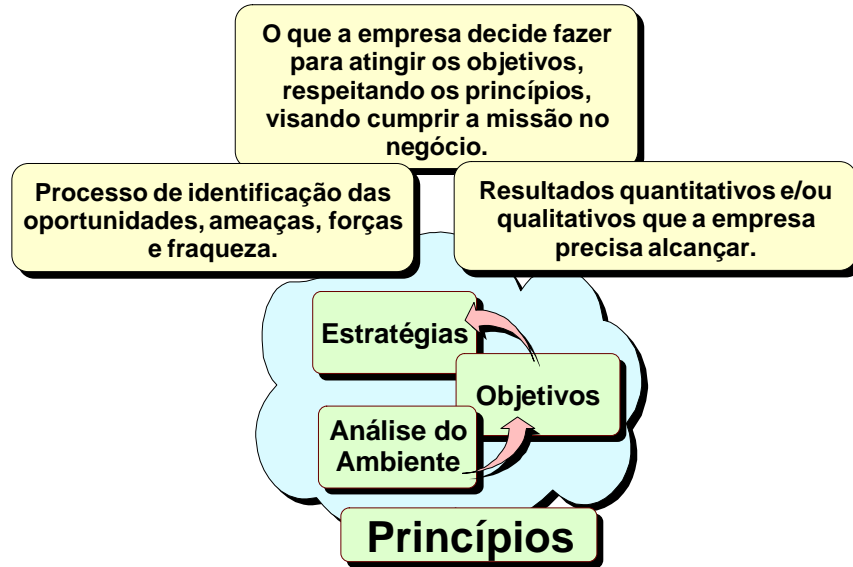 O que a empresa decide fazer
para atingir os objetivos,
respeitando os princípios,
visando cumprir a missão no
negócio.
Processo de identificação das
oportunidades, ameaças, forças
e fraqueza.
Resultados quantitativos e/ou
qualitativos que a empresa
precisa alcançar.
Estratégias
Objetivos
Análise do
Ambiente
Princípios